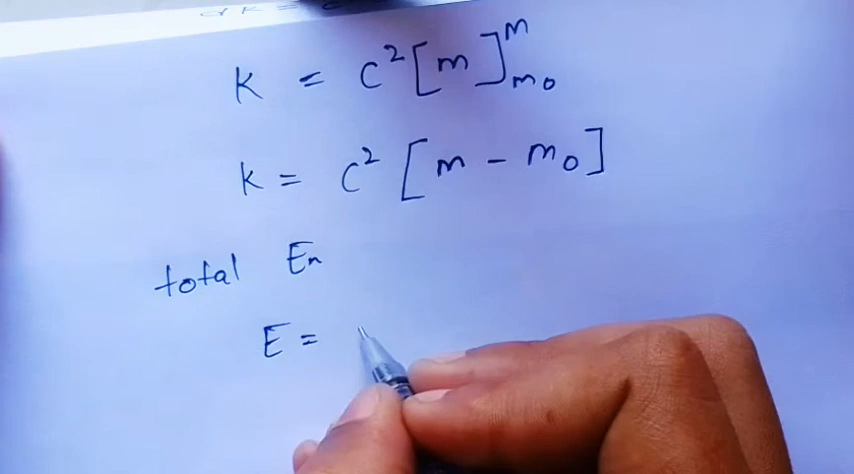 K = C²[m]ᵐₘ₀
K = C² [m - m₀]
total En
E =